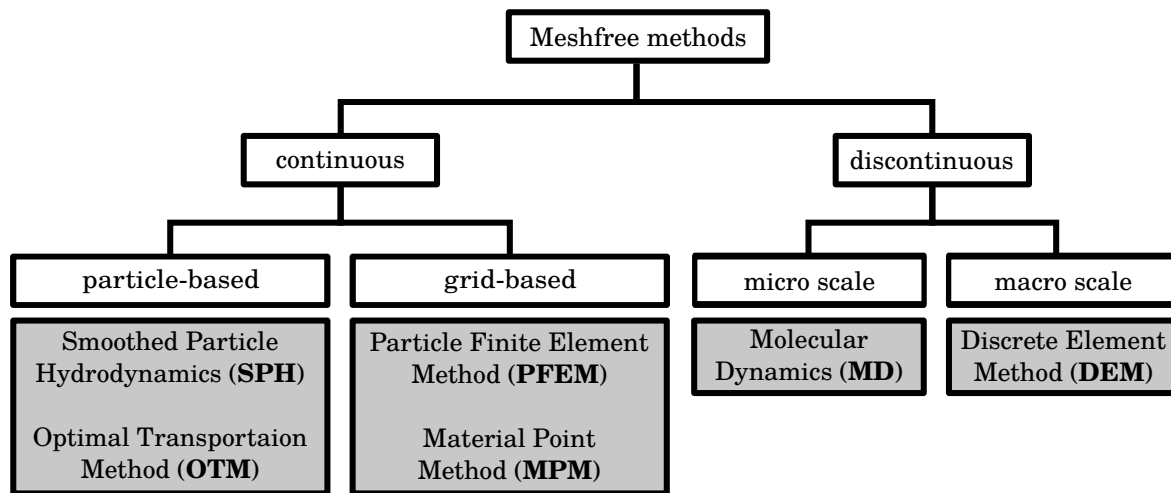 Meshfree methods
continuous
discontinuous
particle-based
grid-based
micro scale
macro scale
Smoothed Particle
Hydrodynamics (SPH)
Optimal Transportaion
Method (OTM)
Particle Finite Element
Method (PFEM)
Material Point
Method (MPM)
Molecular
Dynamics (MD)
Discrete Element
Method (DEM)